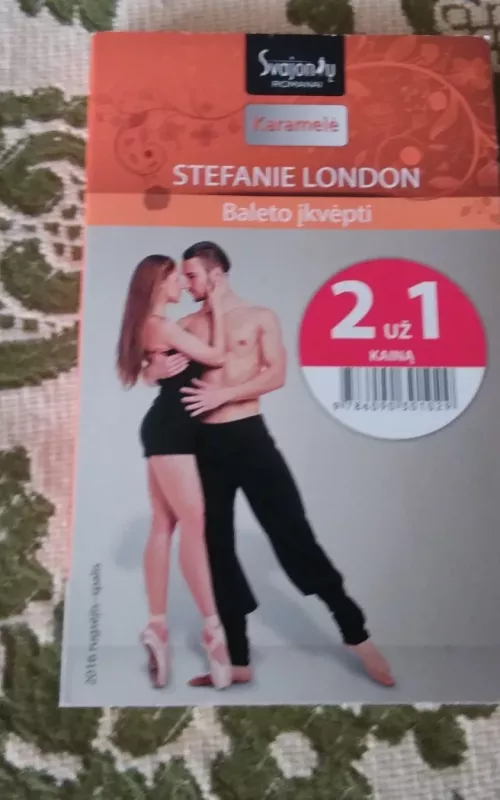 Svajonių
ROMANAI
Karamelė
STEFANIE LONDON
Baleto įkvėpti
2 UŽ 1
KAINĄ
2016 rugsėjis - spalis